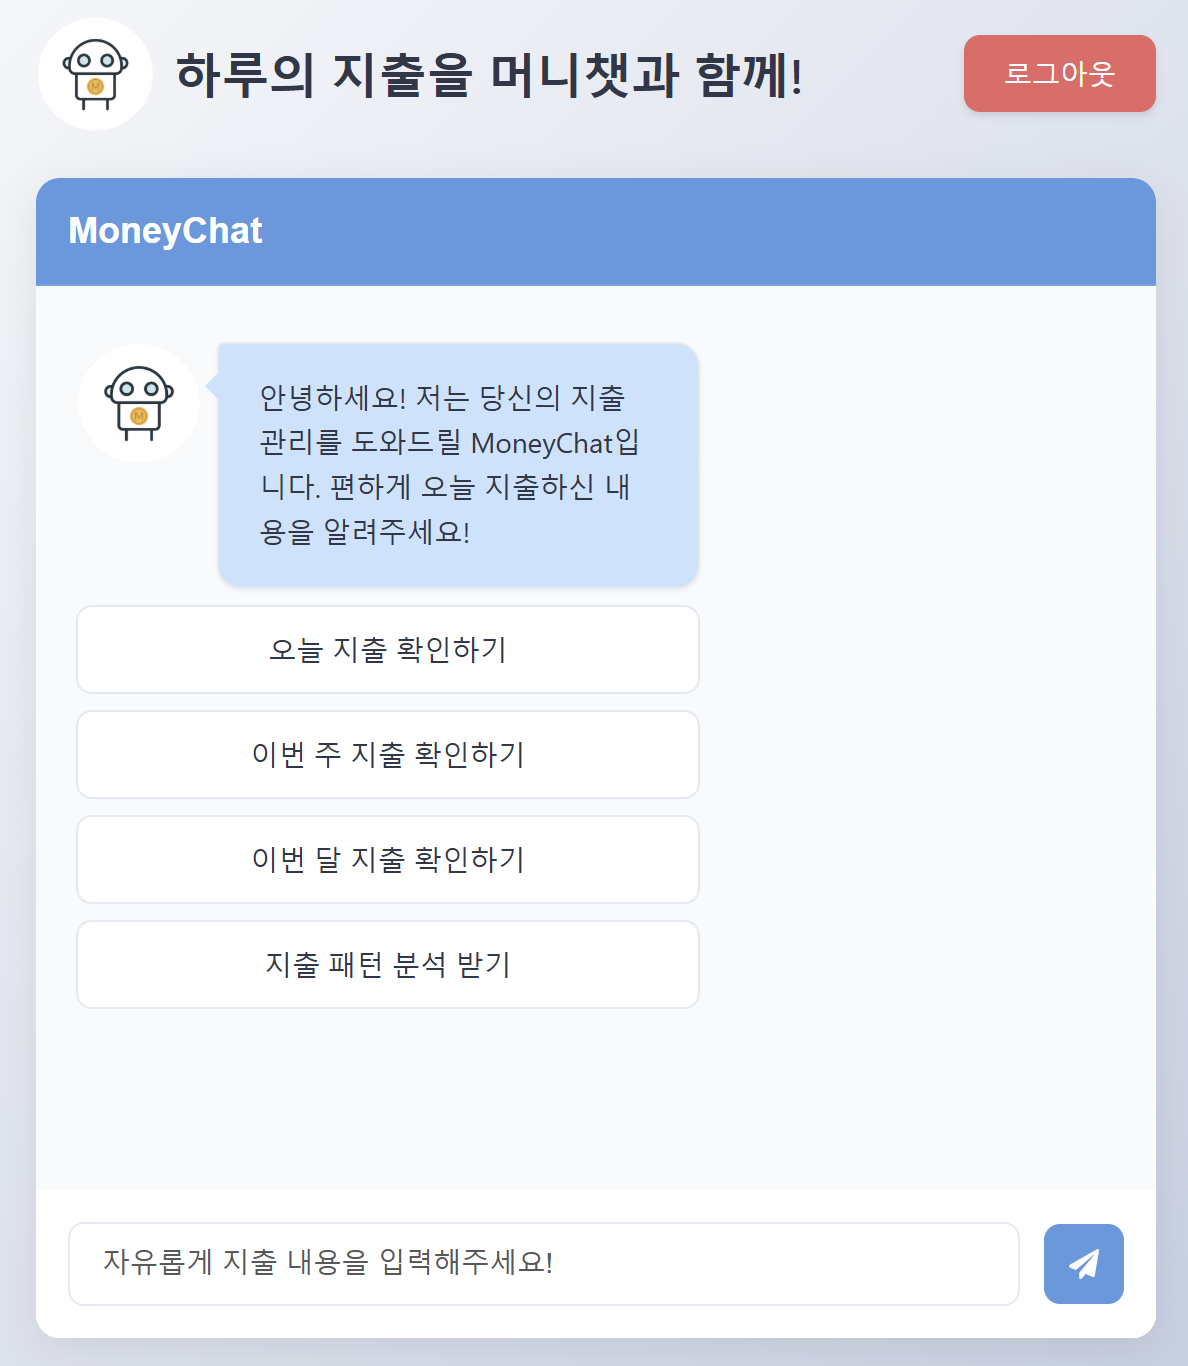 하루의 지출을 머니챗과 함께!
로그아웃
MoneyChat
안녕하세요! 저는 당신의 지출
관리를 도와드릴 MoneyChat입
니다. 편하게 오늘 지출하신 내
용을 알려주세요!
오늘 지출 확인하기
이번 주 지출 확인하기
이번 달 지출 확인하기
지출 패턴 분석 받기
자유롭게 지출 내용을 입력해주세요!